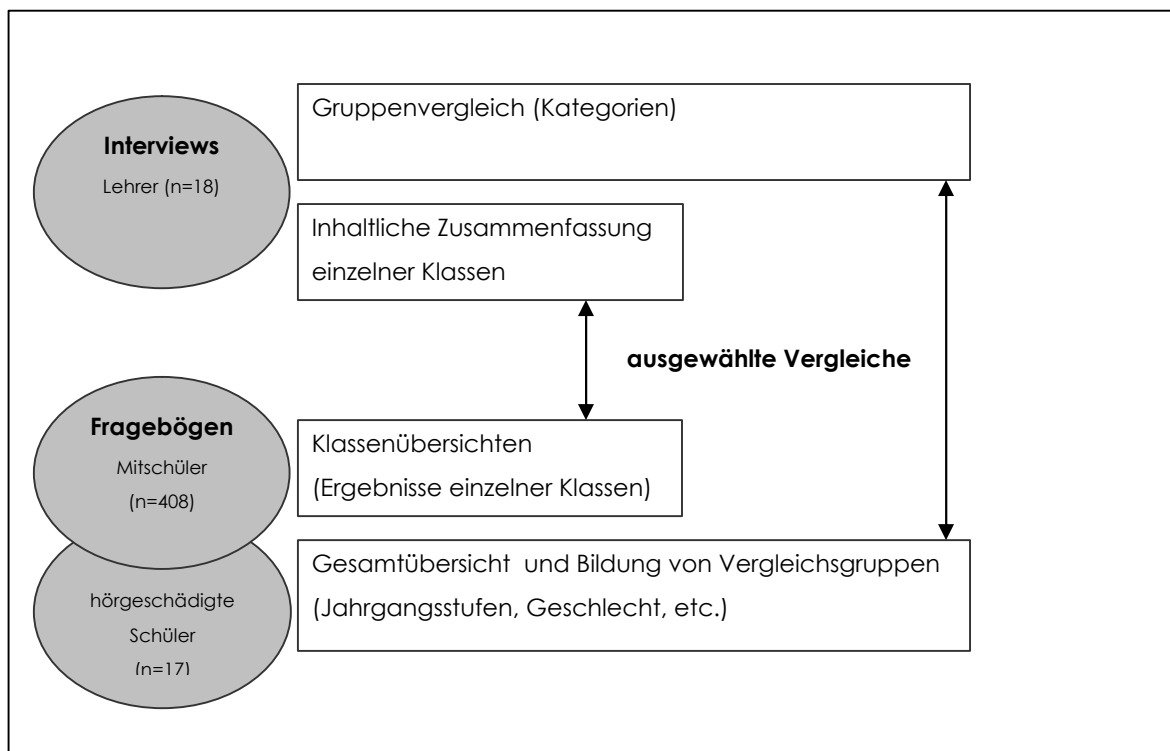 Interviews
Lehrer (n=18)
Gruppenvergleich (Kategorien)
Inhaltliche Zusammenfassung
einzelner Klassen
ausgewählte Vergleiche
Fragebögen
Mitschüler
(n=408)
Klassenübersichten
(Ergebnisse einzelner Klassen)
hörgeschädigte
Schüler
(n=17)
Gesamtübersicht  und Bildung von Vergleichsgruppen
(Jahrgangsstufen, Geschlecht, etc.)